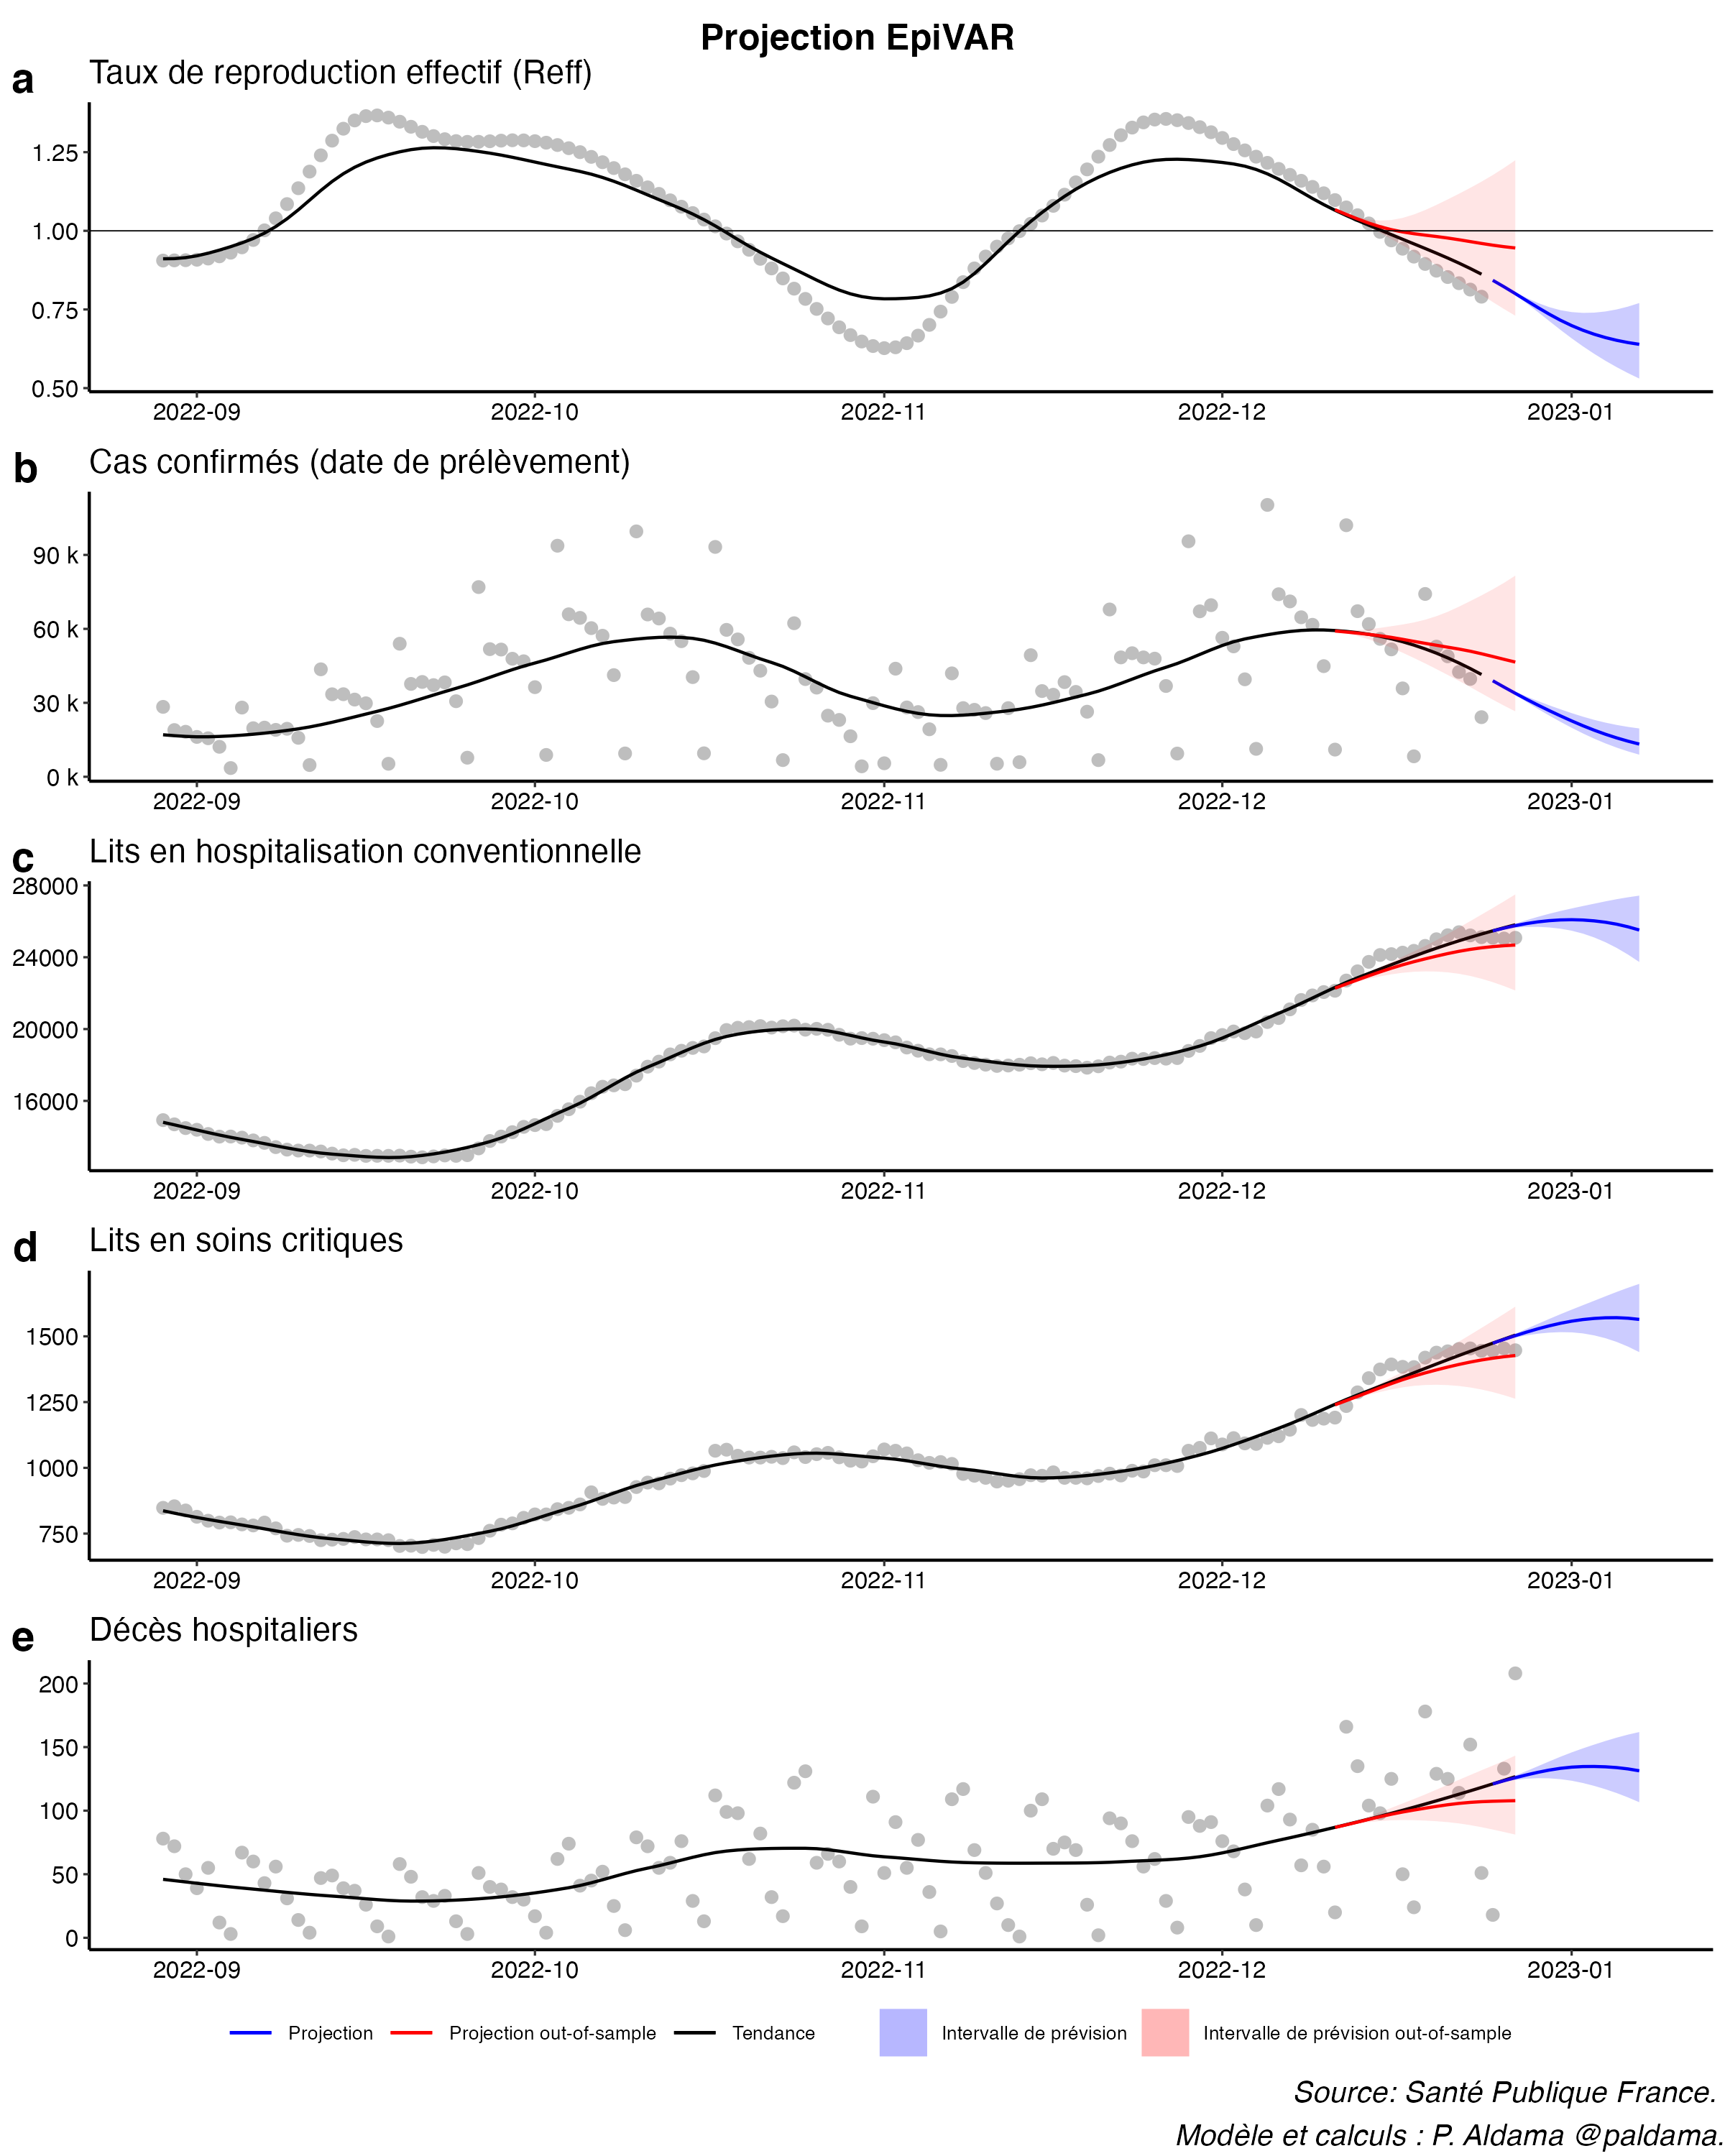 Projection EpiVAR
a
Taux de reproduction effectif (Reff)
1.25
1.00
0.75
0.50
2022-09 2022-10 2022-11 2022-12 2023-01
b
Cas confirmés (date de prélèvement)
90 k
60 k
30 k
0 k
2022-09 2022-10 2022-11 2022-12 2023-01
c
Lits en hospitalisation conventionnelle
28000
24000
20000
16000
2022-09 2022-10 2022-11 2022-12 2023-01
d
Lits en soins critiques
1500
1250
1000
750
2022-09 2022-10 2022-11 2022-12 2023-01
e
Décès hospitaliers
200
150
100
50
0
2022-09 2022-10 2022-11 2022-12 2023-01
Projection Projection out-of-sample Tendance Intervalle de prévision Intervalle de prévision out-of-sample
Source: Santé Publique France.
Modèle et calculs : P. Aldama @paldama.